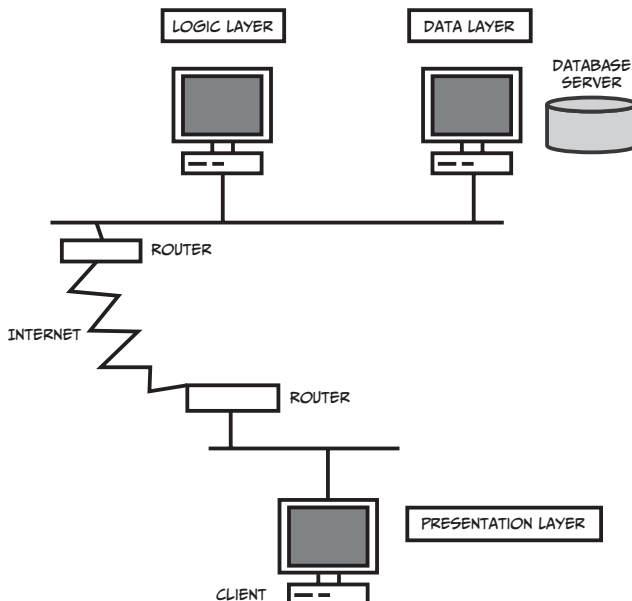 LOGIC LAYER
DATA LAYER
DATABASE
SERVER
ROUTER
INTERNET
ROUTER
PRESENTATION LAYER
CLIENT